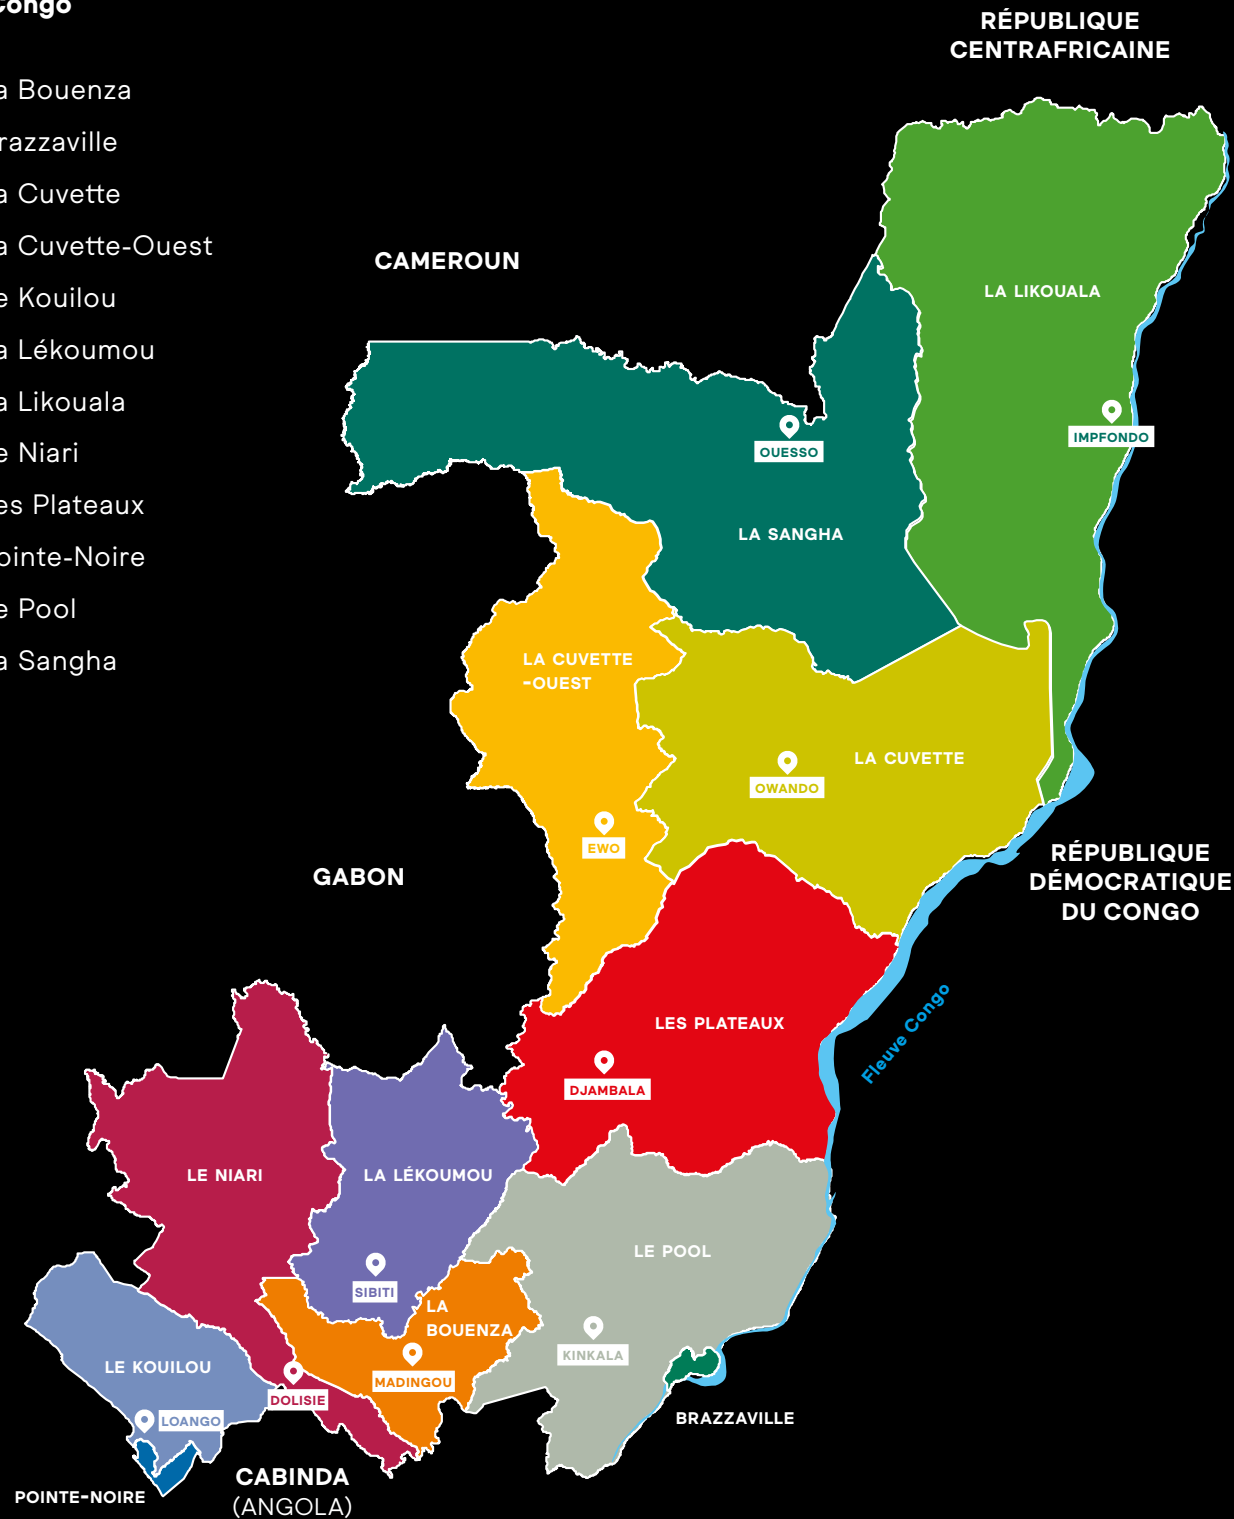 Congo
a Bouenza
razzaville
a Cuvette
a Cuvette-Ouest
e Kouilou
a Lékoumou
a Likouala
e Niari
es Plateaux
ointe-Noire
e Pool
a Sangha
RÉPUBLIQUE
CENTRAFRICAINE
CAMEROUN
LA LIKOUALA
IMPFONDO
OUESSO
LA SANGHA
LA CUVETTE
-OUEST
LA CUVETTE
OWANDO
EWO
GABON
RÉPUBLIQUE
DÉMOCRATIQUE
DU CONGO
LES PLATEAUX
Fleuve Congo
DJAMBALA
LE NIARI
LA LÉKOUMOU
LE POOL
SIBITI
LA
BOUENZA
KINKALA
LE KOUILOU
MADINGOU
DOLISIE
LOANGO
BRAZZAVILLE
CABINDA
(ANGOLA)
POINTE-NOIRE